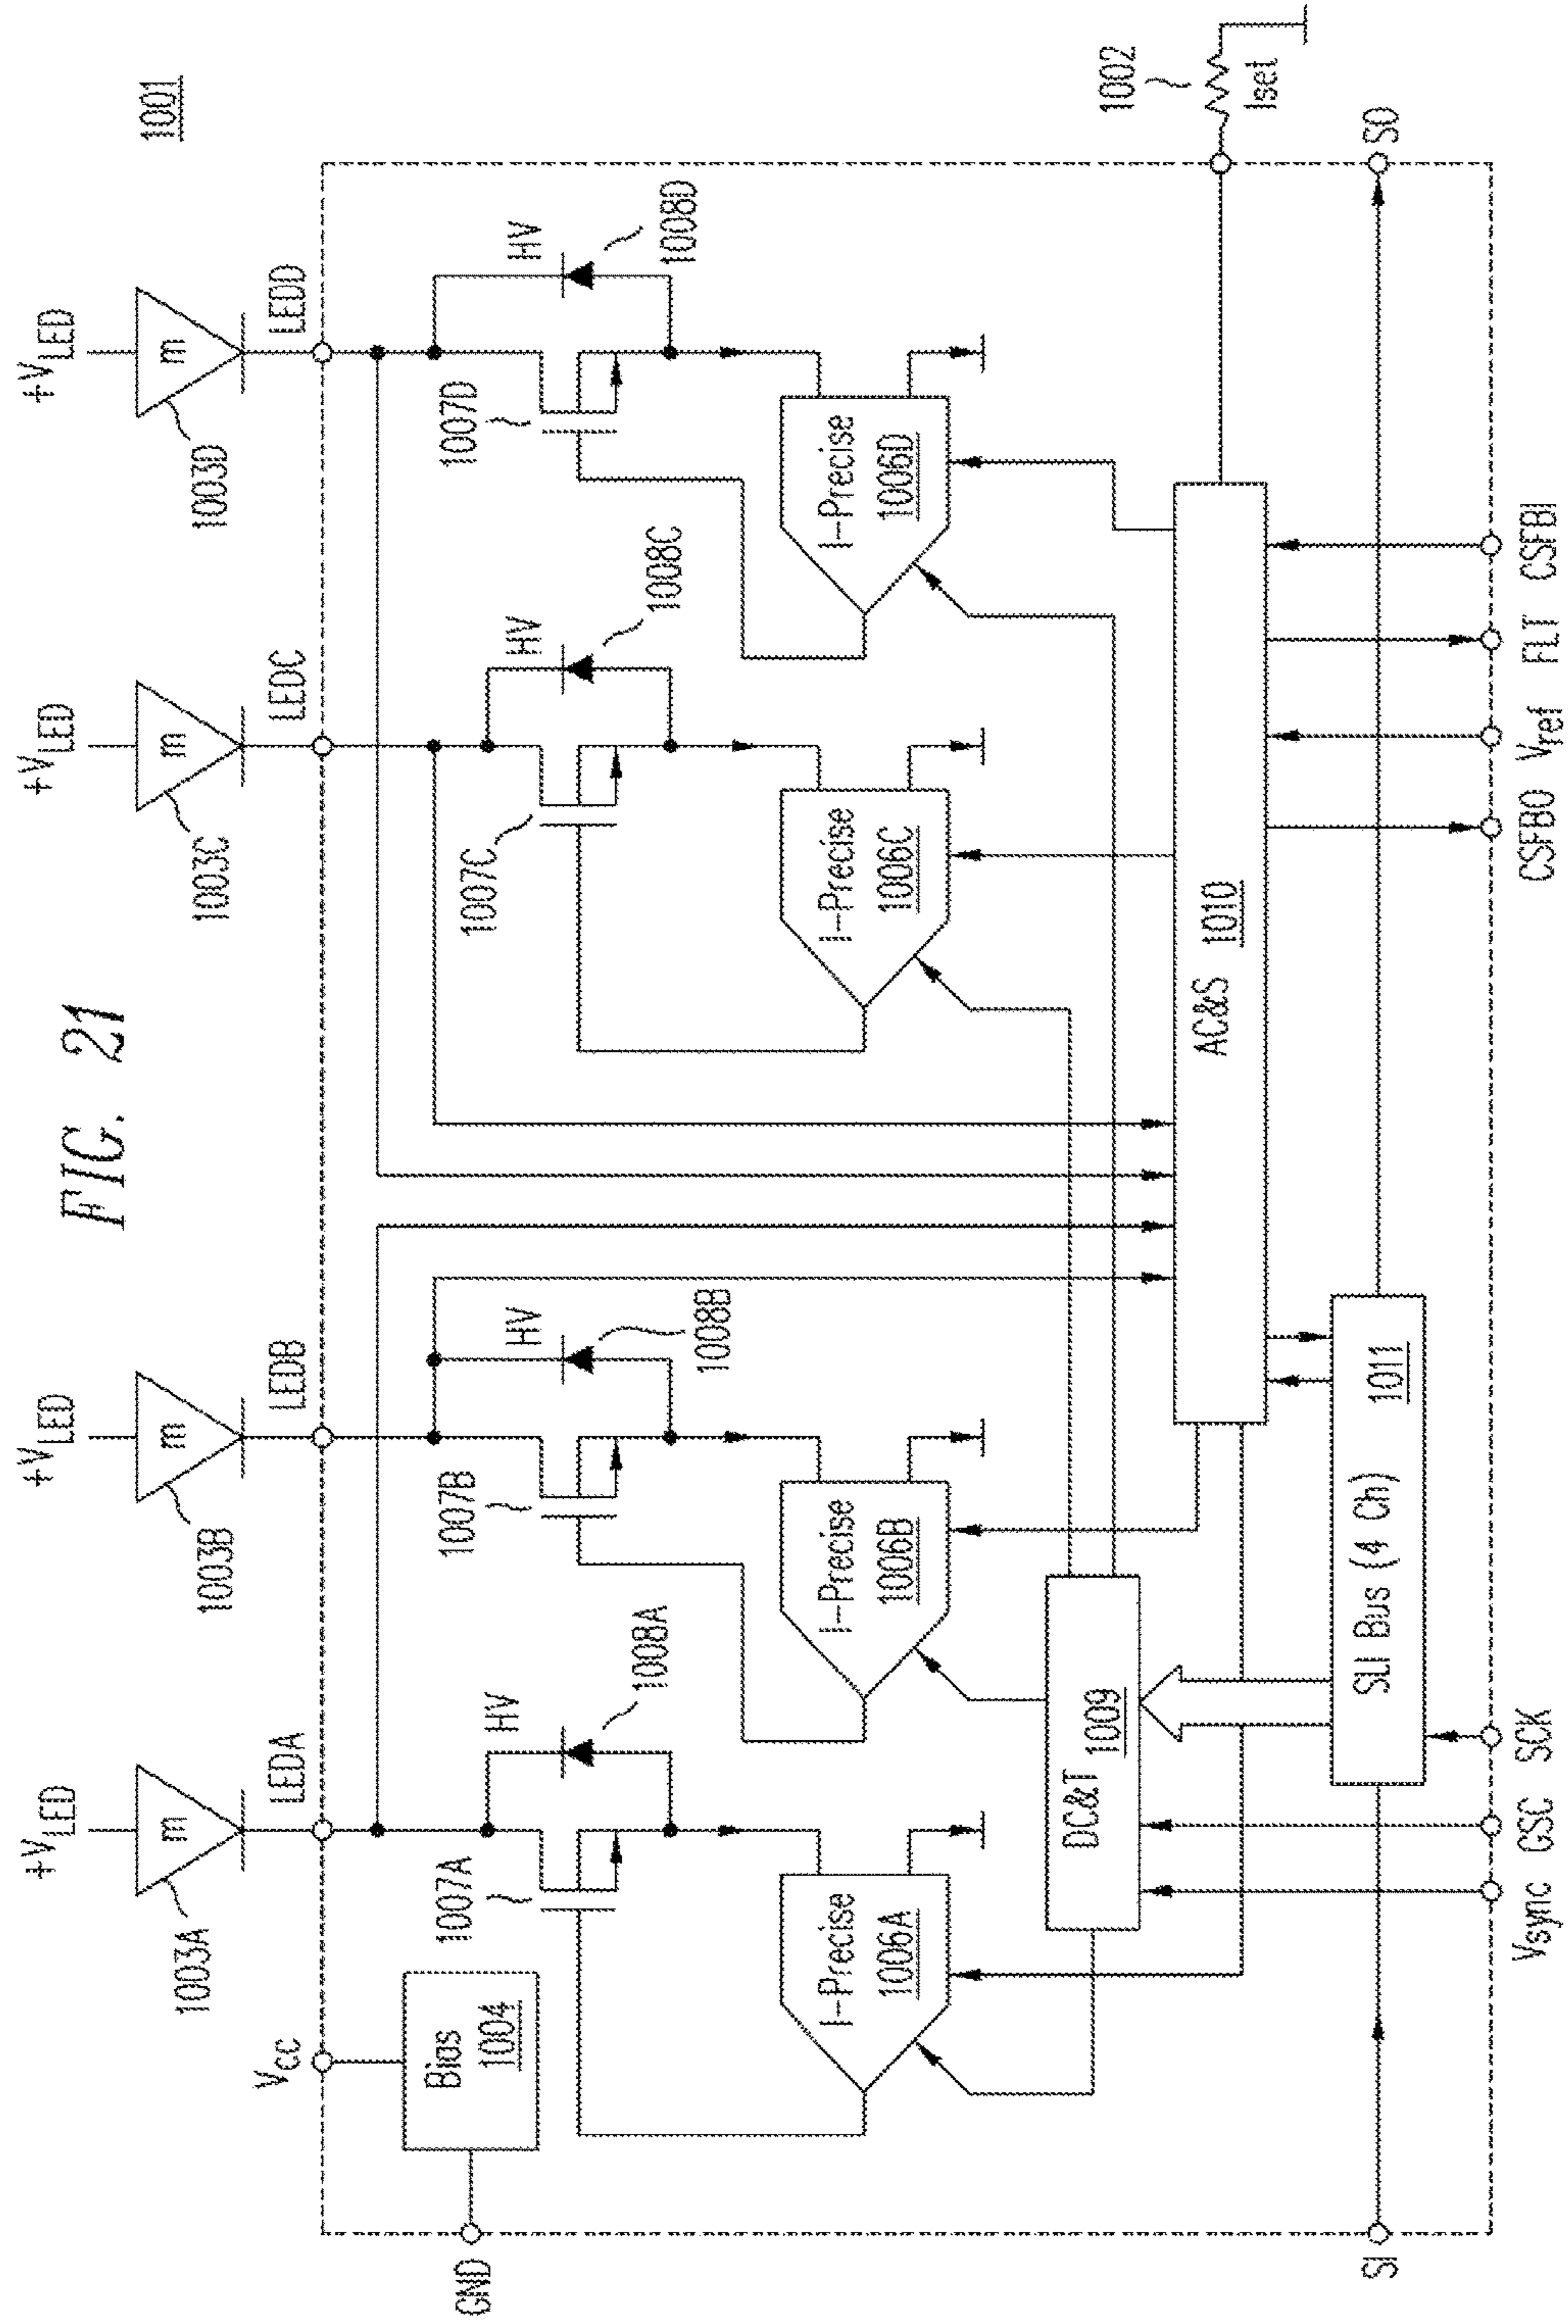 FIG. 21
1001
+VLED
+VLED
+VLED
+VLED
m
m
m
m
1003A
1003B
1003C
1003D
VCC
LEDA
LEDB
LEDC
LEDD
GND
Bias
1004
HV
HV
HV
HV
1007A
1008A
1007B
1008B
1007C
1008C
1007D
1008D
I-Precise
1006A
I-Precise
1006B
I-Precise
1006C
I-Precise
1006D
DC&T
1009
AC&S
1010
1002
Iset
SLI Bus (4 Ch)
1011
SI
SO
Vsync
GSC
SCK
CSFBO
Vref
FLT
CSFBI